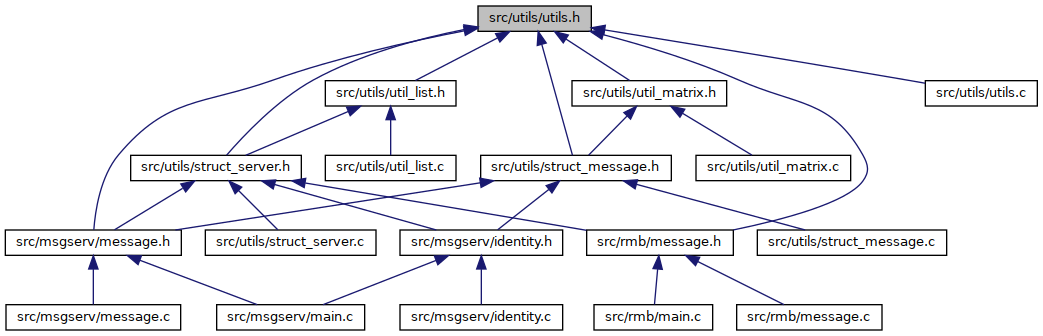 src/utils/utils.h
src/utils/util_list.h
src/utils/util_matrix.h
src/utils/utils.c
src/utils/struct_server.h
src/utils/util_list.c
src/utils/struct_message.h
src/utils/util_matrix.c
src/msgserv/message.h
src/utils/struct_server.c
src/msgserv/identity.h
src/rmb/message.h
src/utils/struct_message.c
src/msgserv/message.c
src/msgserv/main.c
src/msgserv/identity.c
src/rmb/main.c
src/rmb/message.c